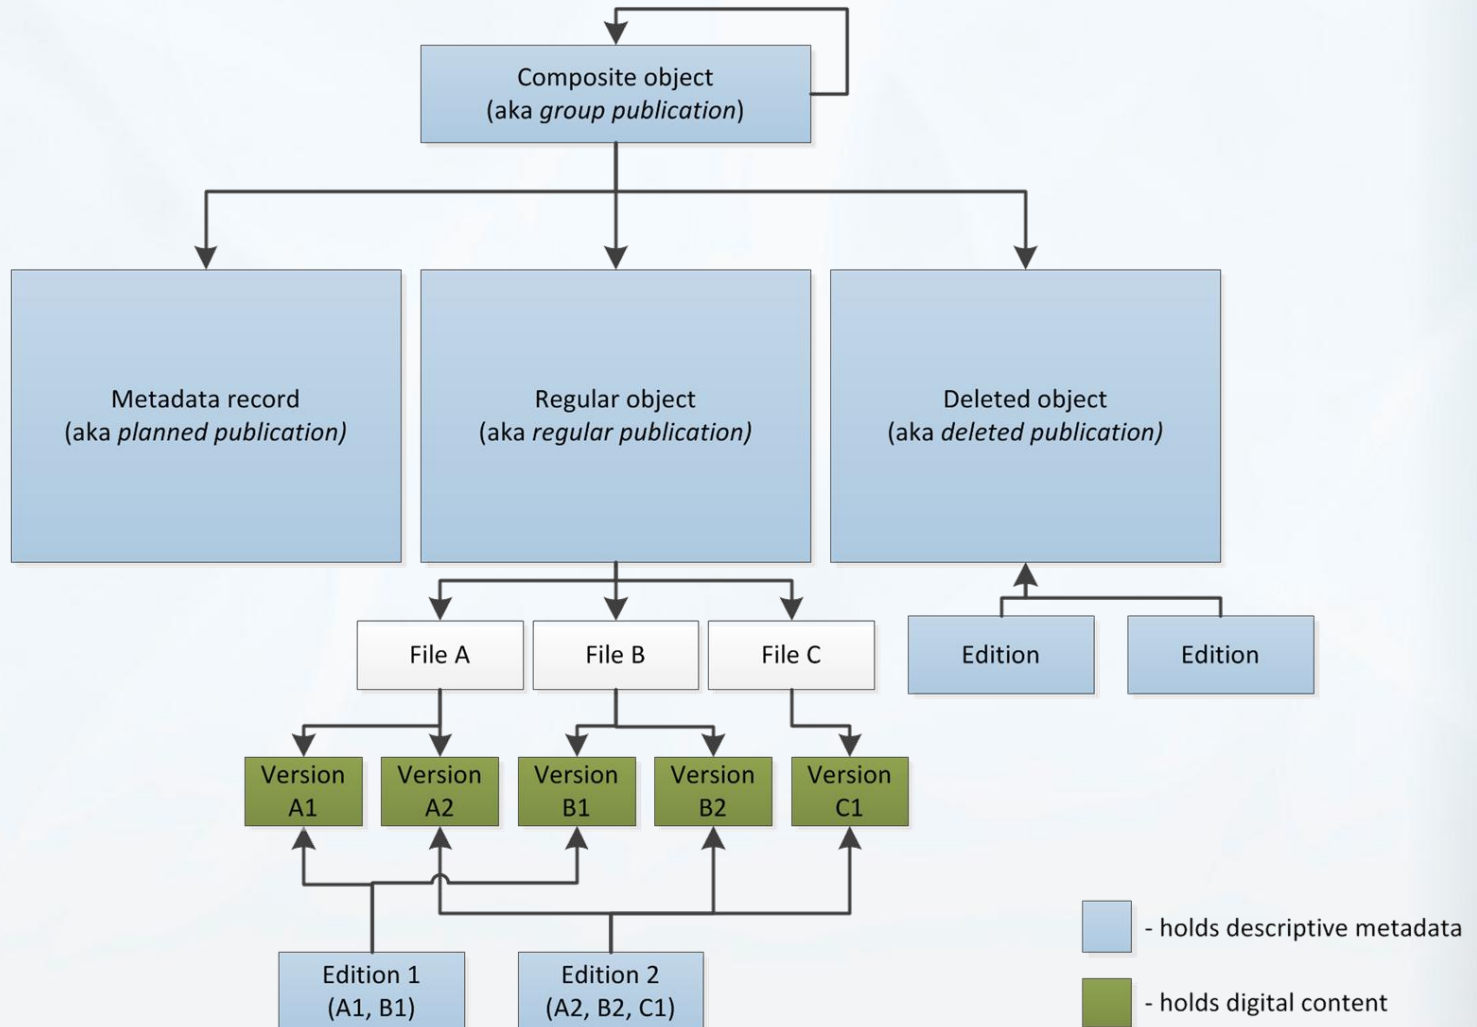 Composite object
(aka group publication)
Metadata record
(aka planned publication)
Regular object
(aka regular publication)
Deleted object
(aka deleted publication)
File A
File B
File C
Edition
Edition
Version
A1
Version
A2
Version
B1
Version
B2
Version
C1
Edition 1
(A1, B1)
Edition 2
(A2, B2, C1)
- holds descriptive metadata
- holds digital content